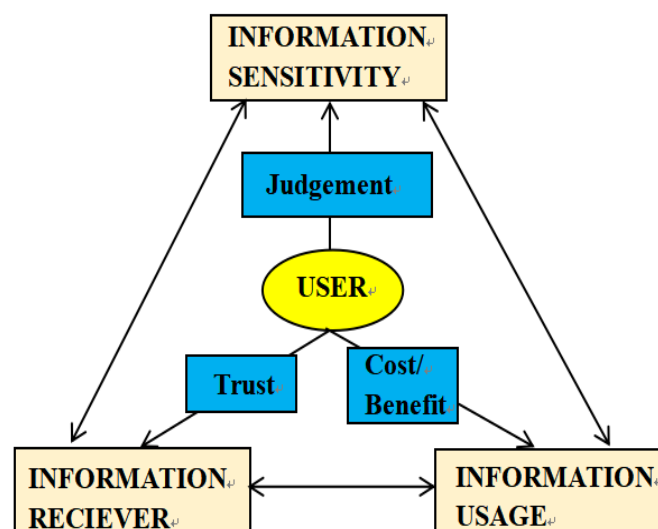 INFORMATION
SENSITIVITY
Judgement
USER
Trust
Cost/
Benefit
INFORMATION
RECIEVER
INFORMATION
USAGE